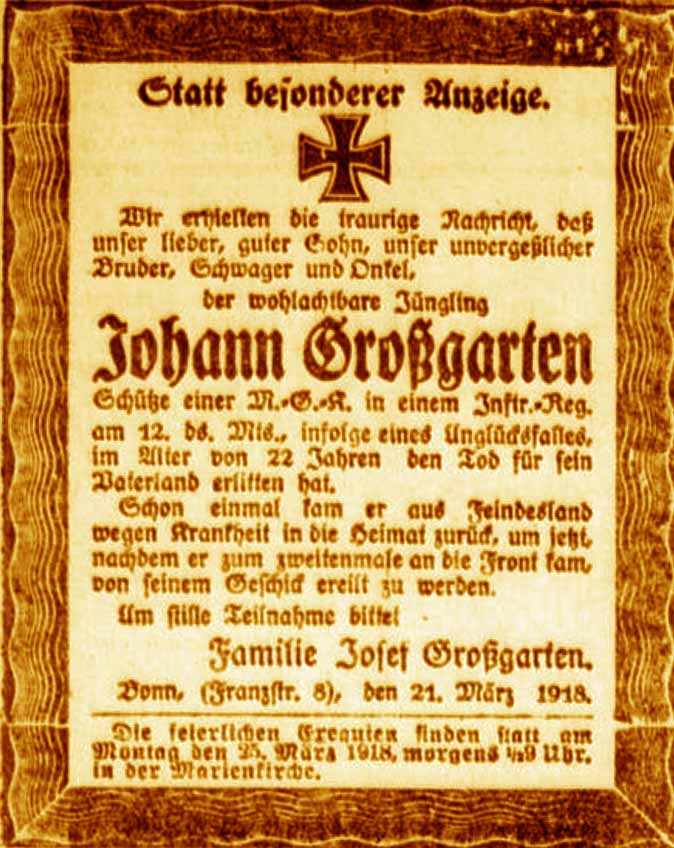 Statt besonderer Anzeige.
Wir erhielten die traurige Nachricht, daß
unser lieber, guter Sohn, unser unvergeßlicher
Bruder, Schwager und Onkel,
der wohlachtbare Jüngling
Johann Großgarten
Schütze einer M.-G.-K. in einem Inftr.-Reg.
am 12. ds. Mts., infolge eines Unglücksfalles,
im Alter von 22 Jahren den Tod für sein
Vaterland erlitten hat.
Schon einmal kam er aus Feindesland
wegen Krankheit in die Heimat zurück, um jetzt,
nachdem er zum zweitenmale an die Front kam,
von seinem Geschick ereilt zu werden.
Um stille Teilnahme bittet
Familie Josef Großgarten.
Bonn, (Franzstr. 8), den 21. März 1918.
Die feierlichen Exequien finden statt am
Montag den 25. März 1918, morgens ½9 Uhr,
in der Marienkirche.